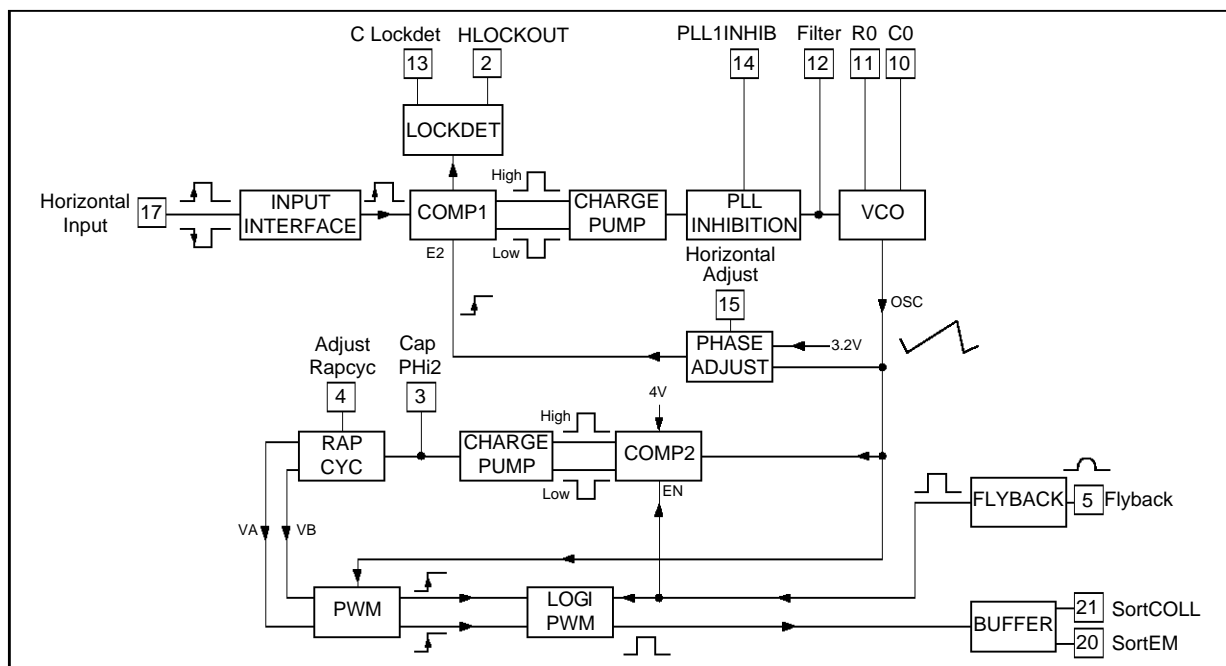 C Lockdet
HLOCKOUT
PLL1INHIB
Filter
R0
C0
13
2
14
12
11
10
LOCKDET
High
Horizontal
Input
17
INPUT
INTERFACE
COMP1
CHARGE
PUMP
PLL
INHIBITION
VCO
E2
Low
Horizontal
Adjust
15
OSC
PHASE
ADJUST
3.2V
Adjust
Rapcyc
Cap
PHi2
4
3
4V
High
RAP
CYC
CHARGE
PUMP
COMP2
Low
EN
FLYBACK
5
Flyback
VA
VB
PWM
LOGI
PWM
BUFFER
21
SortCOLL
20
SortEM